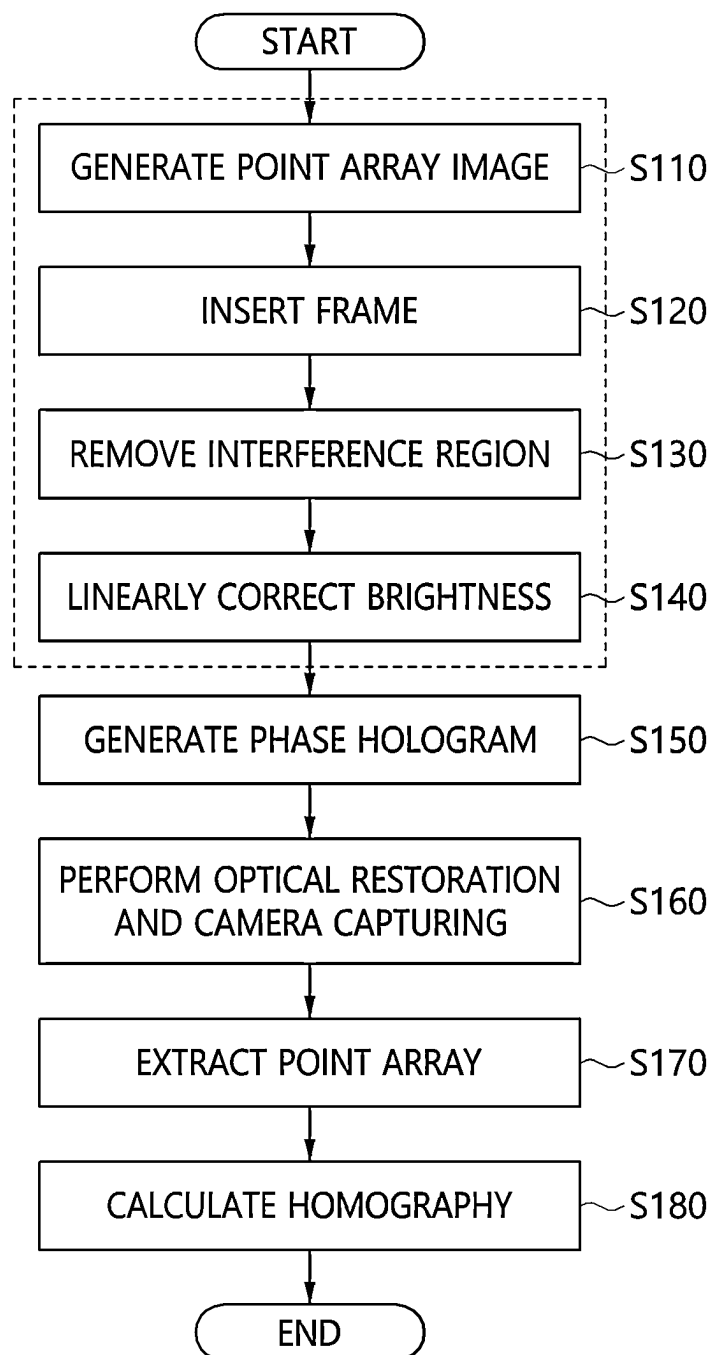 START
GENERATE POINT ARRAY IMAGE
S110
INSERT FRAME
S120
REMOVE INTERFERENCE REGION
S130
LINEARLY CORRECT BRIGHTNESS
S140
GENERATE PHASE HOLOGRAM
S150
PERFORM OPTICAL RESTORATION
AND CAMERA CAPTURING
S160
EXTRACT POINT ARRAY
S170
CALCULATE HOMOGRAPHY
S180
END